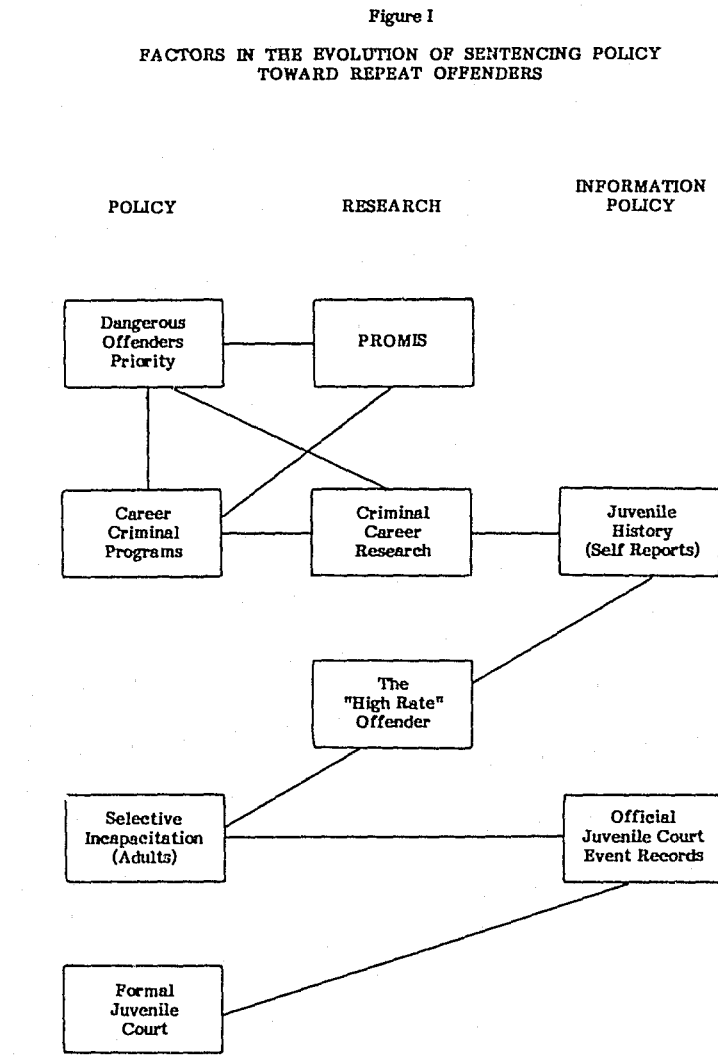 Figure I
FACTORS IN THE EVOLUTION OF SENTENCING POLICY
TOWARD REPEAT OFFENDERS
POLICY
RESEARCH
INFORMATION
POLICY
Dangerous
Offenders
Priority
PROMIS
Career
Criminal
Programs
Criminal
Career
Research
Juvenile
History
(Self Reports)
The
"High Rate"
Offender
Selective
Incapacitation
(Adults)
Official
Juvenile Court
Event Records
Formal
Juvenile
Court